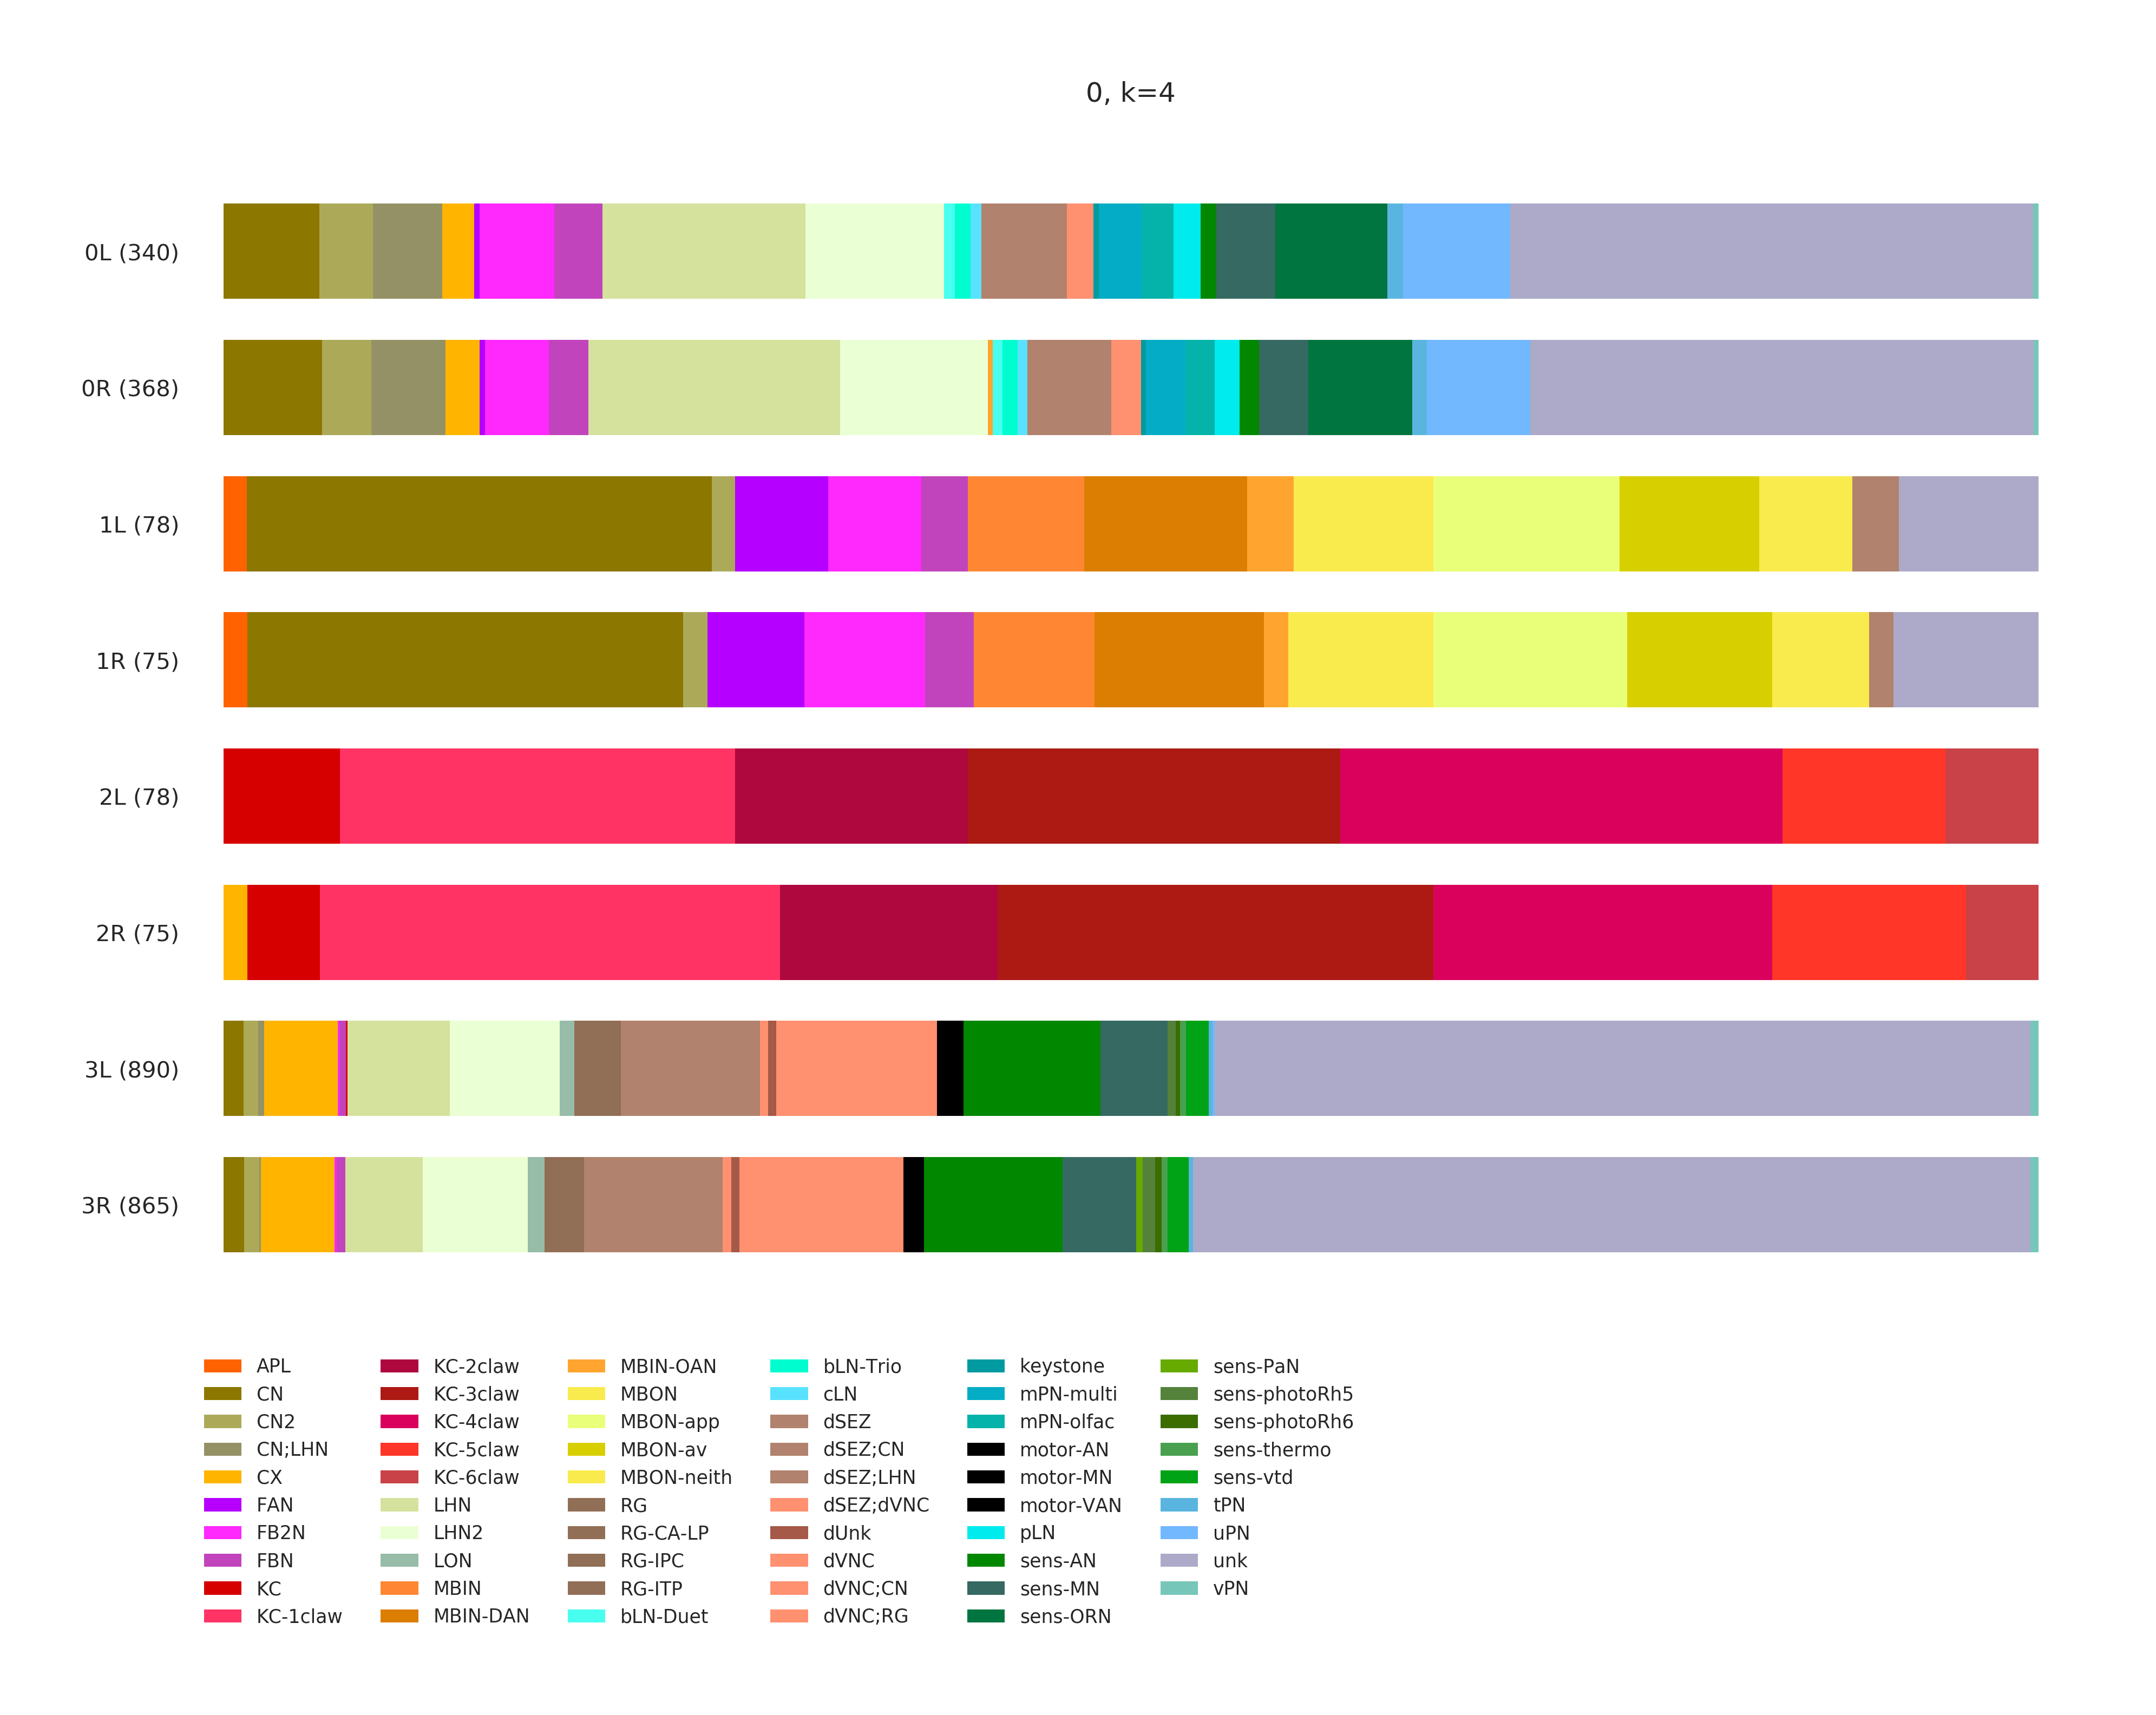 0, k=4
0L (340)
0R (368)
1L (78)
1R (75)
2L (78)
2R (75)
3L (890)
3R (865)
APL
CN
CN2
CN;LHN
CX
FAN
FB2N
FBN
KC
KC-1claw
KC-2claw
KC-3claw
KC-4claw
KC-5claw
KC-6claw
LHN
LHN2
LON
MBIN
MBIN-DAN
MBIN-OAN
MBON
MBON-app
MBON-av
MBON-neith
RG
RG-CA-LP
RG-IPC
RG-ITP
bLN-Duet
bLN-Trio
cLN
dSEZ
dSEZ;CN
dSEZ;LHN
dSEZ;dVNC
dUnk
dVNC
dVNC;CN
dVNC;RG
keystone
mPN-multi
mPN-olfac
motor-AN
motor-MN
motor-VAN
pLN
sens-AN
sens-MN
sens-ORN
sens-PaN
sens-photoRh5
sens-photoRh6
sens-thermo
sens-vtd
tPN
uPN
unk
vPN